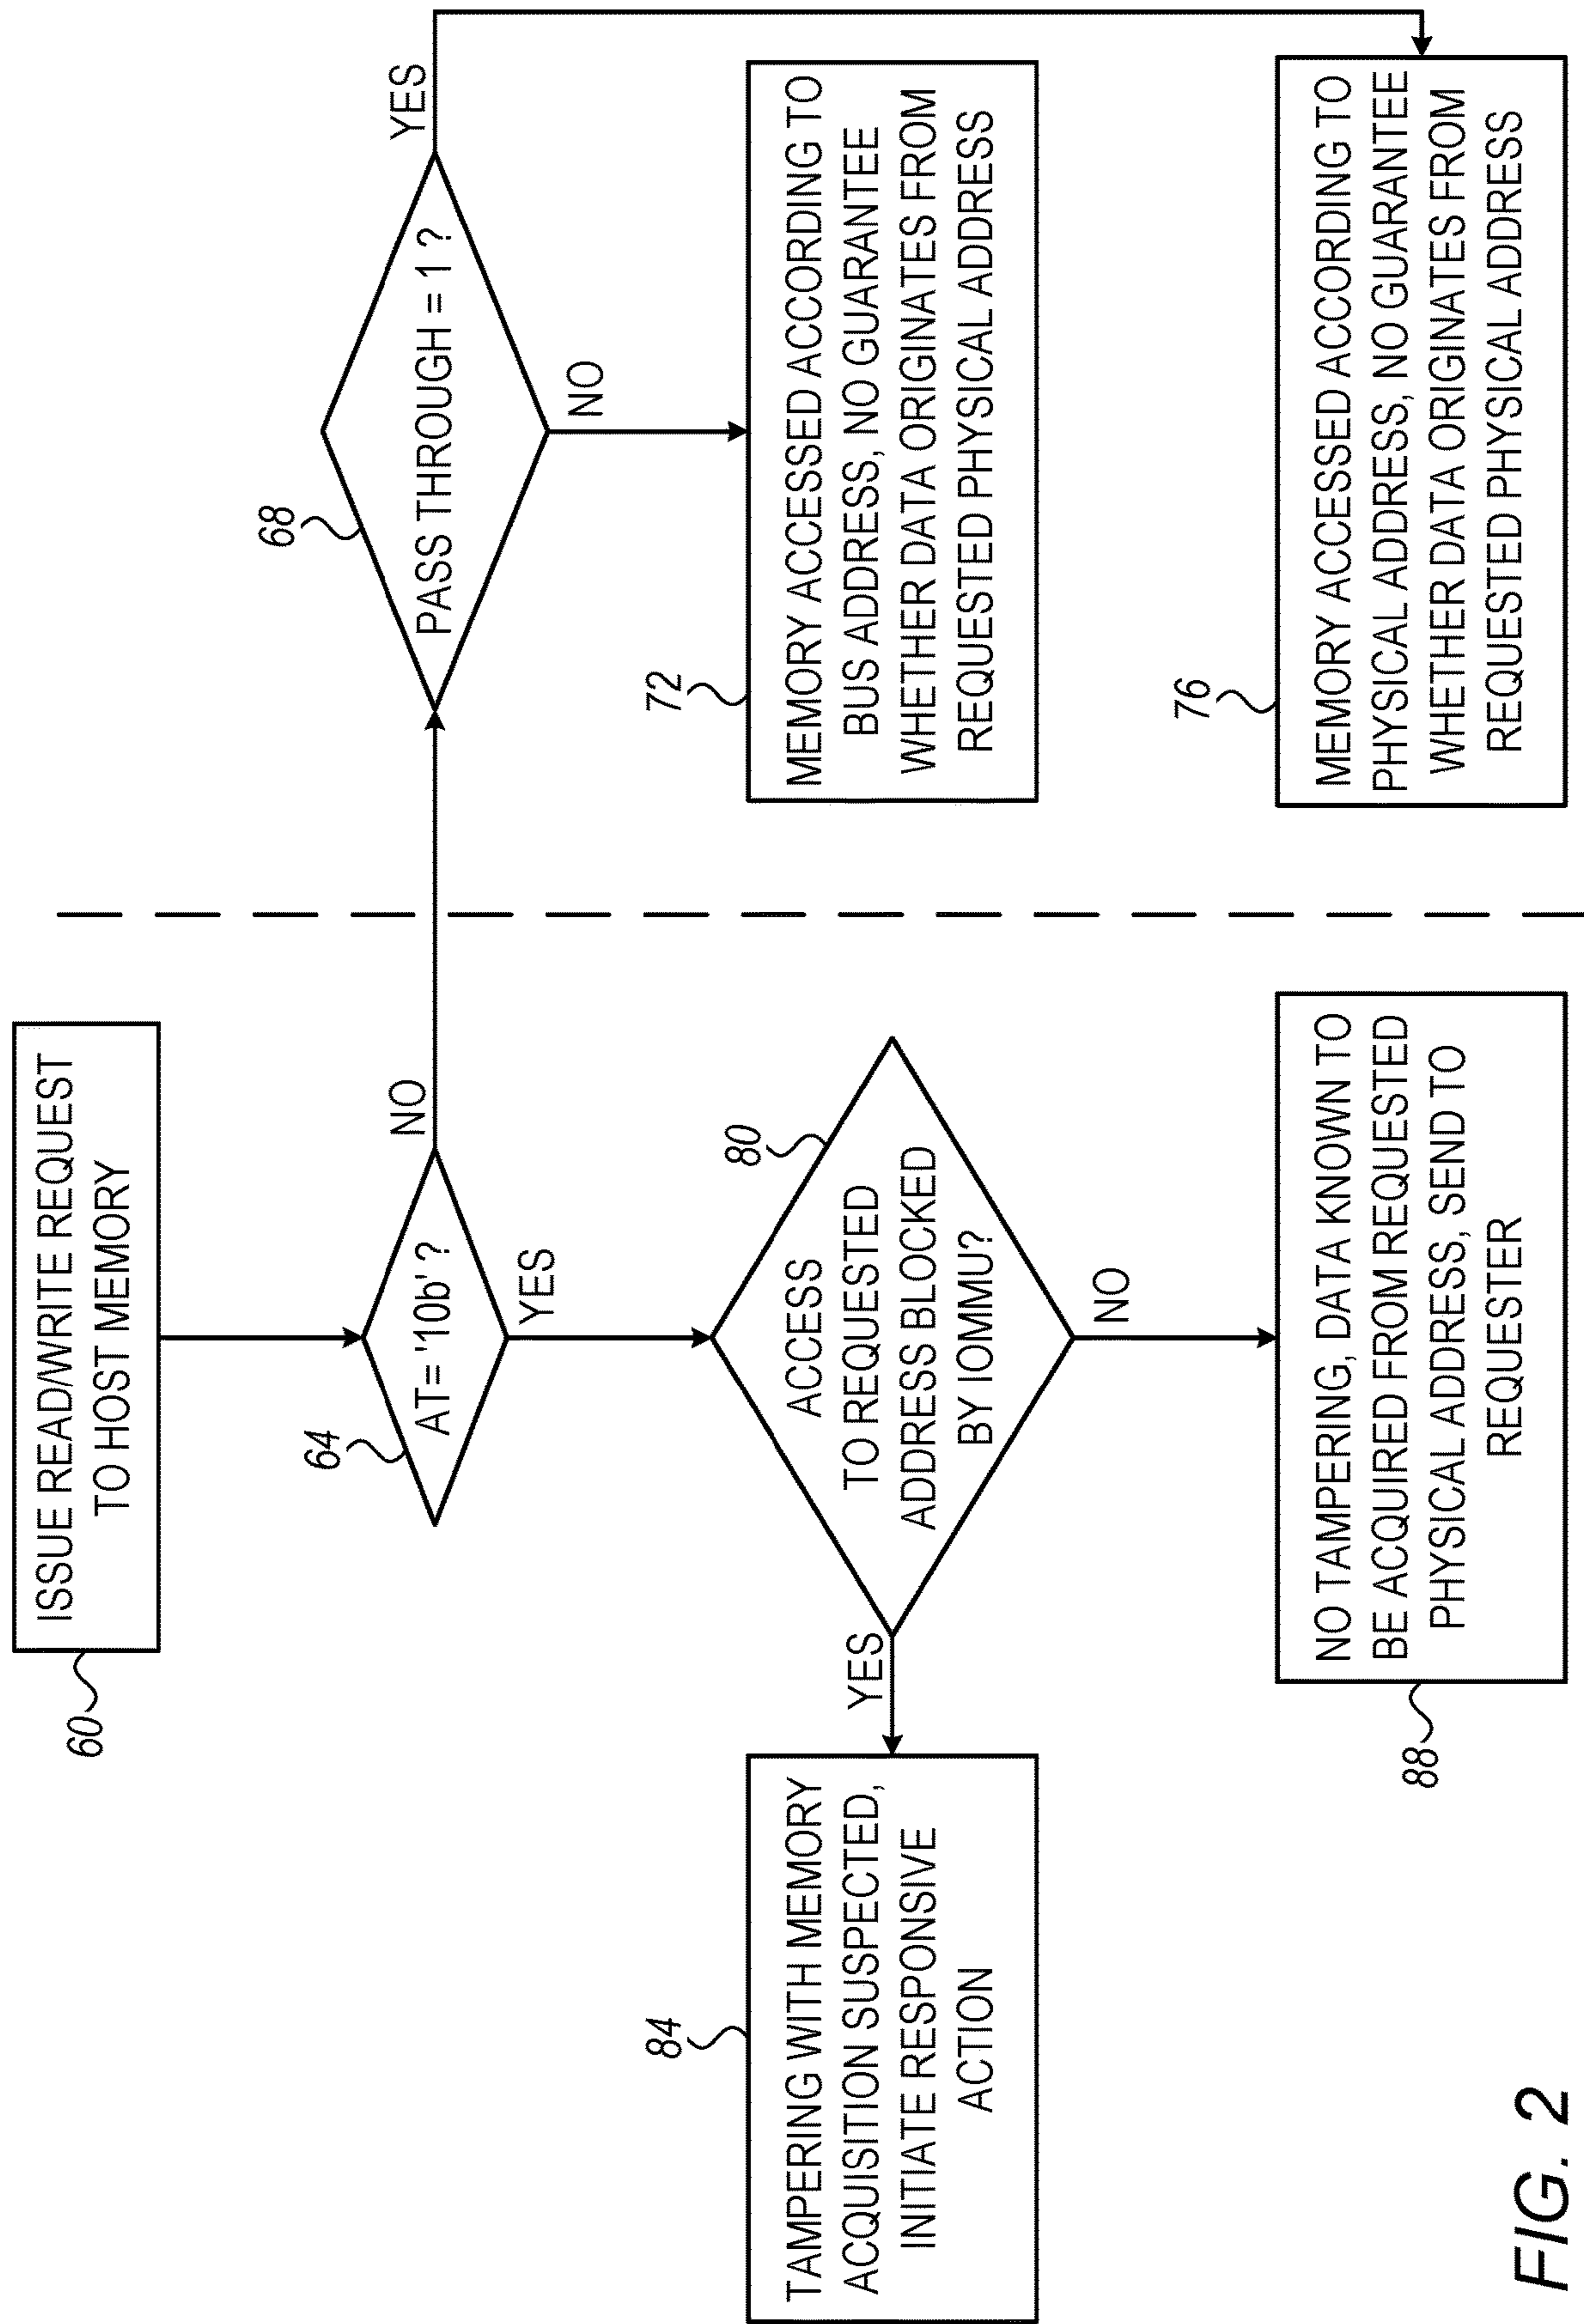 60
ISSUE READ/WRITE REQUEST
TO HOST MEMORY
64
AT= '10b' ?
NO
YES
68
PASS THROUGH = 1 ?
YES
NO
80
ACCESS
TO REQUESTED
ADDRESS BLOCKED
BY IOMMU?
YES
NO
84
TAMPERING WITH MEMORY
ACQUISITION SUSPECTED,
INITIATE RESPONSIVE
ACTION
72
MEMORY ACCESSED ACCORDING TO
BUS ADDRESS, NO GUARANTEE
WHETHER DATA ORIGINATES FROM
REQUESTED PHYSICAL ADDRESS
88
NO TAMPERING, DATA KNOWN TO
BE ACQUIRED FROM REQUESTED
PHYSICAL ADDRESS, SEND TO
REQUESTER
76
MEMORY ACCESSED ACCORDING TO
PHYSICAL ADDRESS, NO GUARANTEE
WHETHER DATA ORIGINATES FROM
REQUESTED PHYSICAL ADDRESS
FIG. 2